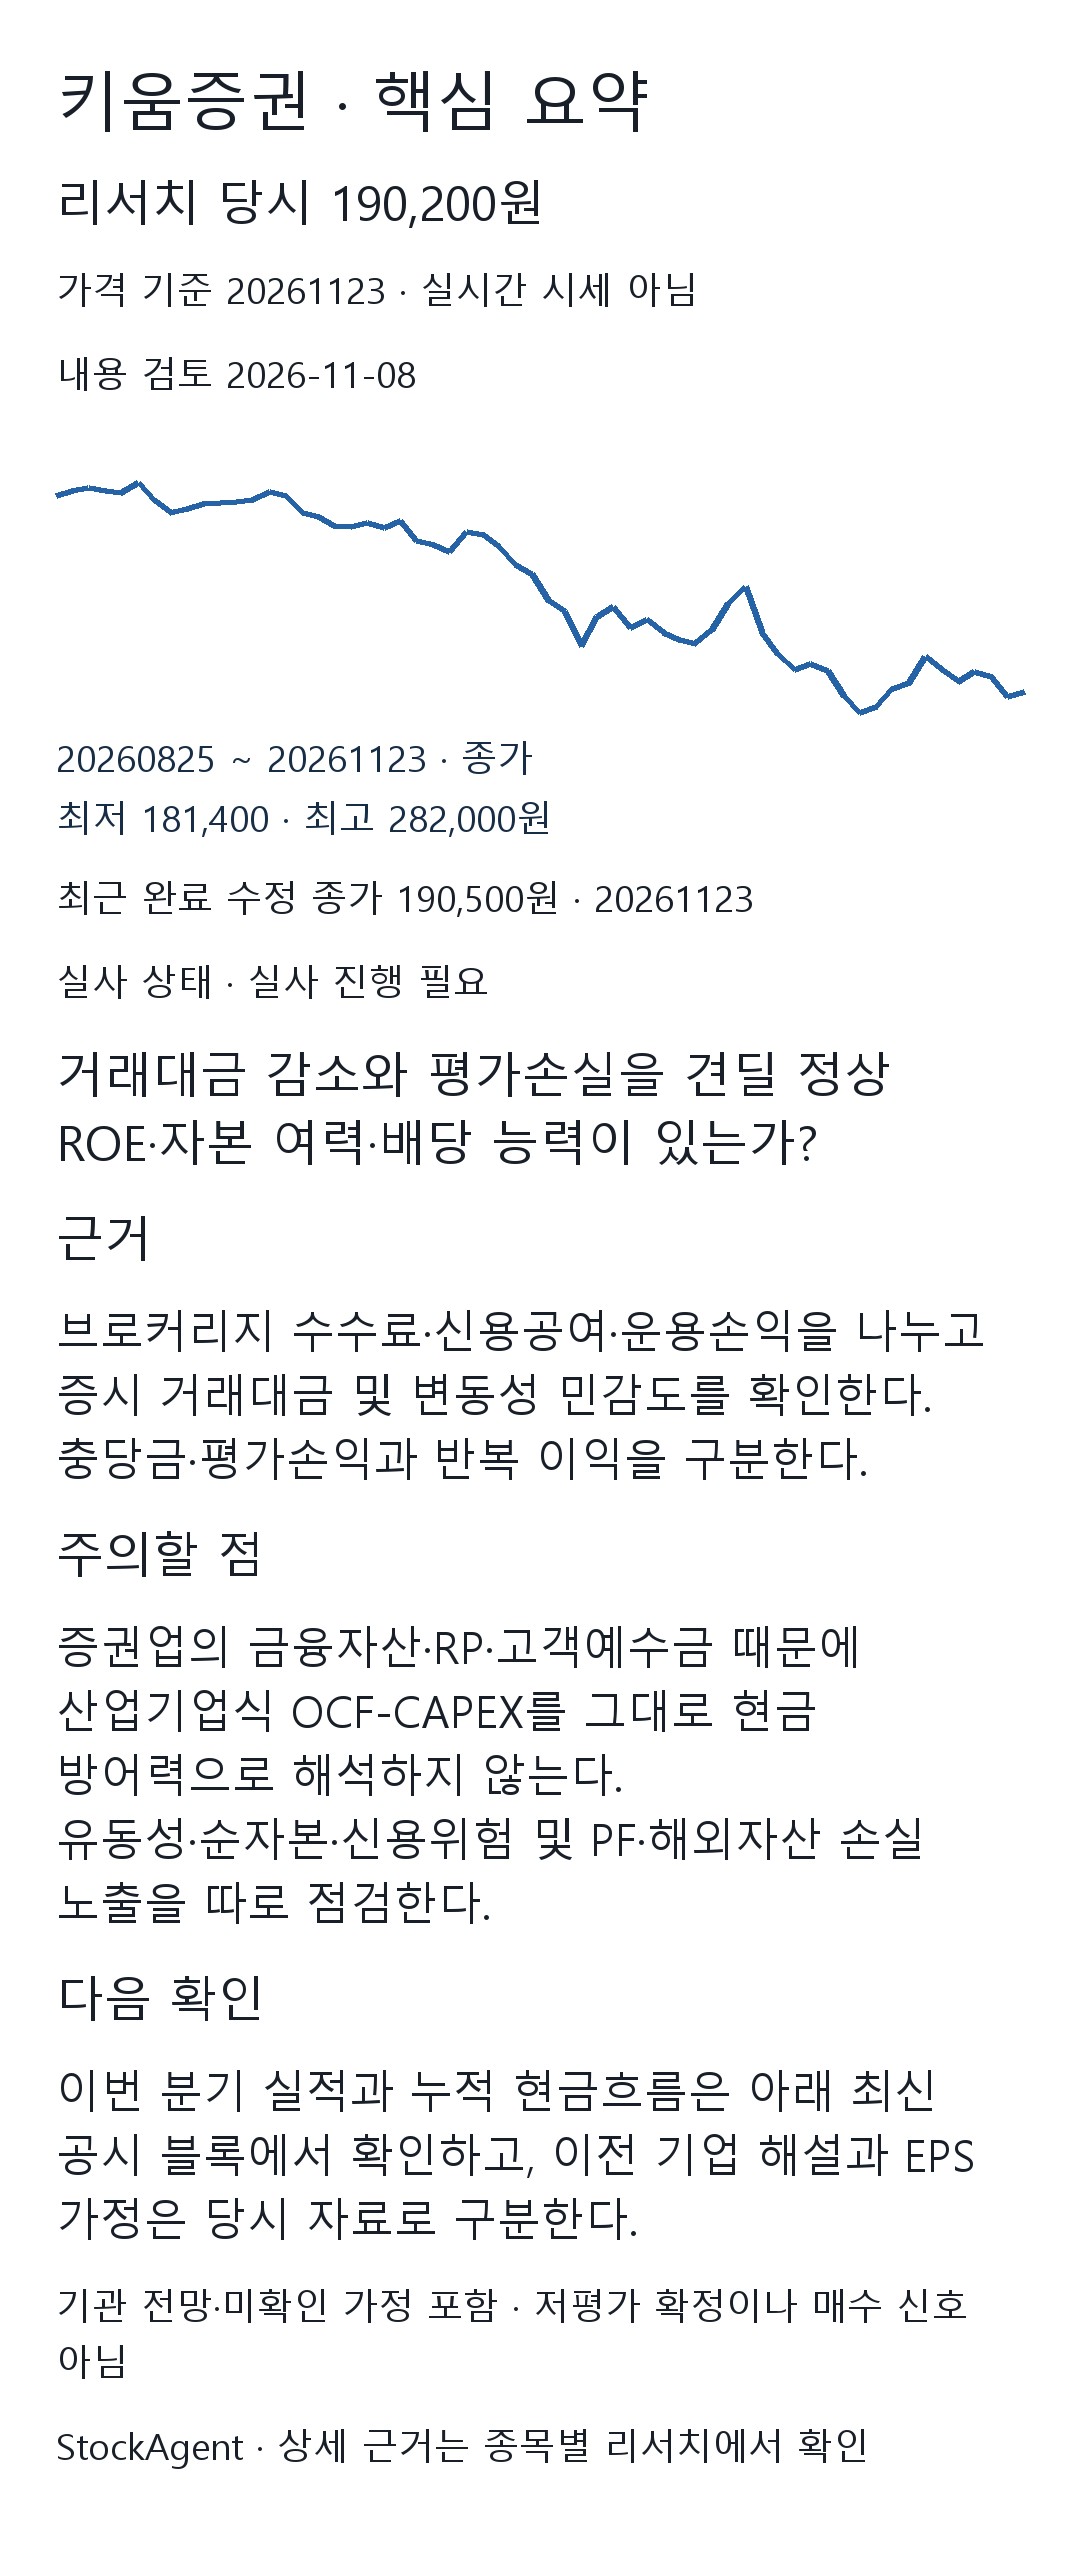 키움증권 · 핵심 요약
리서치 당시 190,200원
가격 기준 20261123 · 실시간 시세 아님
내용 검토 2026-11-08
20260825 ~ 20261123 · 종가
최저 181,400 · 최고 282,000원
최근 완료 수정 종가 190,500원 · 20261123
실사 상태 · 실사 진행 필요
거래대금 감소와 평가손실을 견딜 정상
ROE·자본 여력·배당 능력이 있는가?
근거
브로커리지 수수료·신용공여·운용손익을 나누고
증시 거래대금 및 변동성 민감도를 확인한다.
충당금·평가손익과 반복 이익을 구분한다.
주의할 점
증권업의 금융자산·RP·고객예수금 때문에
산업기업식 OCF-CAPEX를 그대로 현금
방어력으로 해석하지 않는다.
유동성·순자본·신용위험 및 PF·해외자산 손실
노출을 따로 점검한다.
다음 확인
이번 분기 실적과 누적 현금흐름은 아래 최신
공시 블록에서 확인하고, 이전 기업 해설과 EPS
가정은 당시 자료로 구분한다.
기관 전망·미확인 가정 포함 · 저평가 확정이나 매수 신호
아님
StockAgent · 상세 근거는 종목별 리서치에서 확인